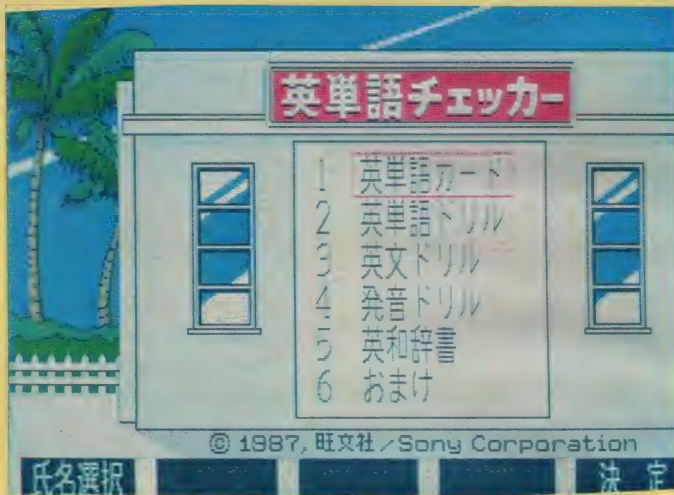 英単語チェッカー
1 英単語カード
2 英単語ドリル
3 英文ドリル
4 発音ドリル
5 英和辞書
6 おまけ
© 1987, 旺文社/Sony Corporation
氏名選択 決定